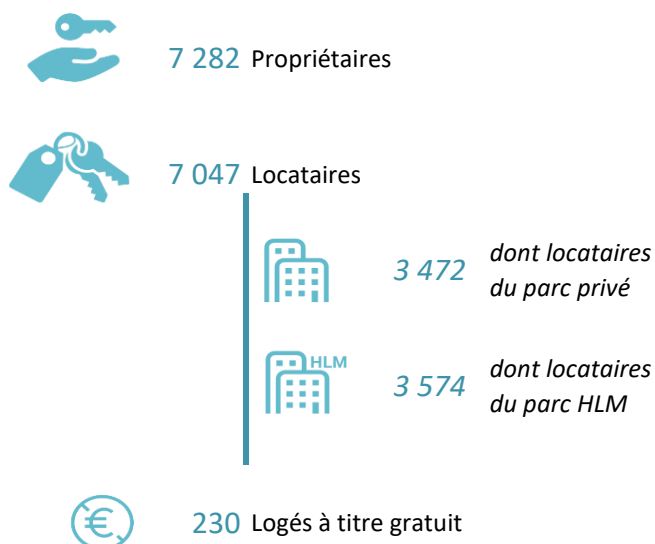 7 282 Propriétaires
7 047 Locataires
3 472 dont locataires
du parc privé
HLM
3 574 dont locataires
du parc HLM
€
230 Logés à titre gratuit